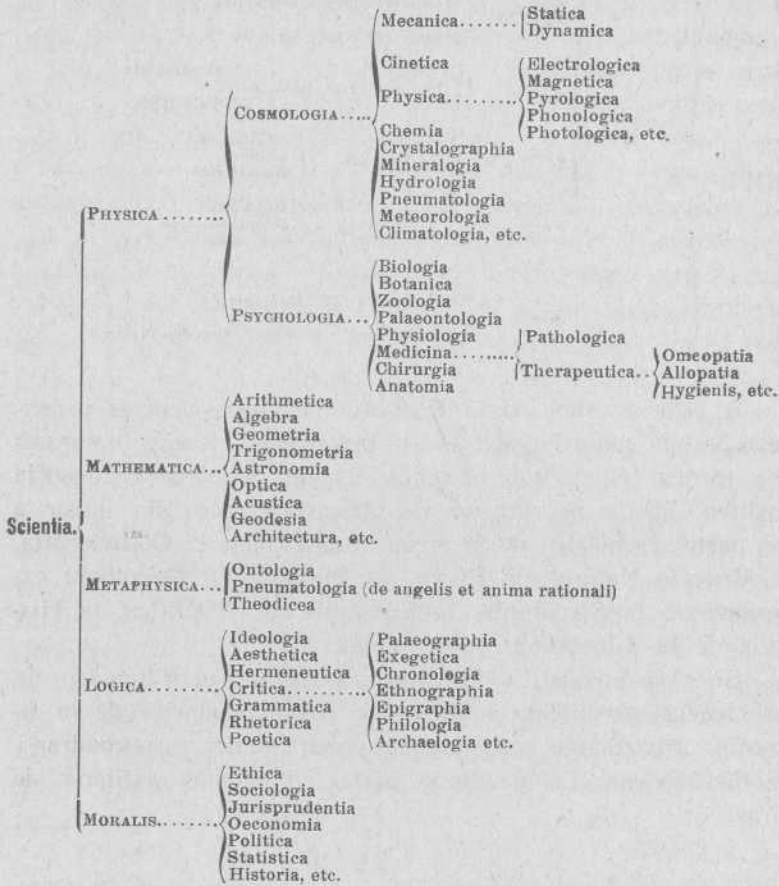 Mecanica....... Statica
Dynamica
Cinetica Electrologica
Magnetica
Physica....... Pyrologica
Cosmologia..... Phonologica
Chemia Photologica, etc.
Crystalographia
Mineralogia
Hydrologia
Pneumatologia
Physica....... Meteorologia
Climatologia, etc.
Biologia
Botanica
Zoologia
Psychologia... Palaeontologia
Physiologia Pathologica
Medicina......... Omeopatia
Chirurgia Therapeutica.. Allopatia
Anatomia Hygienis, etc.
Arithmetica
Algebra
Geometria
Trigonometria
Mathematica... Astronomia
Optica
Acustica
Geodesia
Scientia. Architectura, etc.
Ontologia
Metaphysica... Pneumatologia (de angelis et anima rationali)
Theodicea
Ideologia Palaeographia
Aesthetica Exegetica
Hermeneutica Chronologia
Logica........ Critica.......... Ethnographia
Grammatica Epigraphia
Rhetorica Philologia
Poetica Archaelogia etc.
Ethica
Sociologia
Jurisprudentia
Moralis....... Oeconomia
Politica
Statistica
Historia, etc.